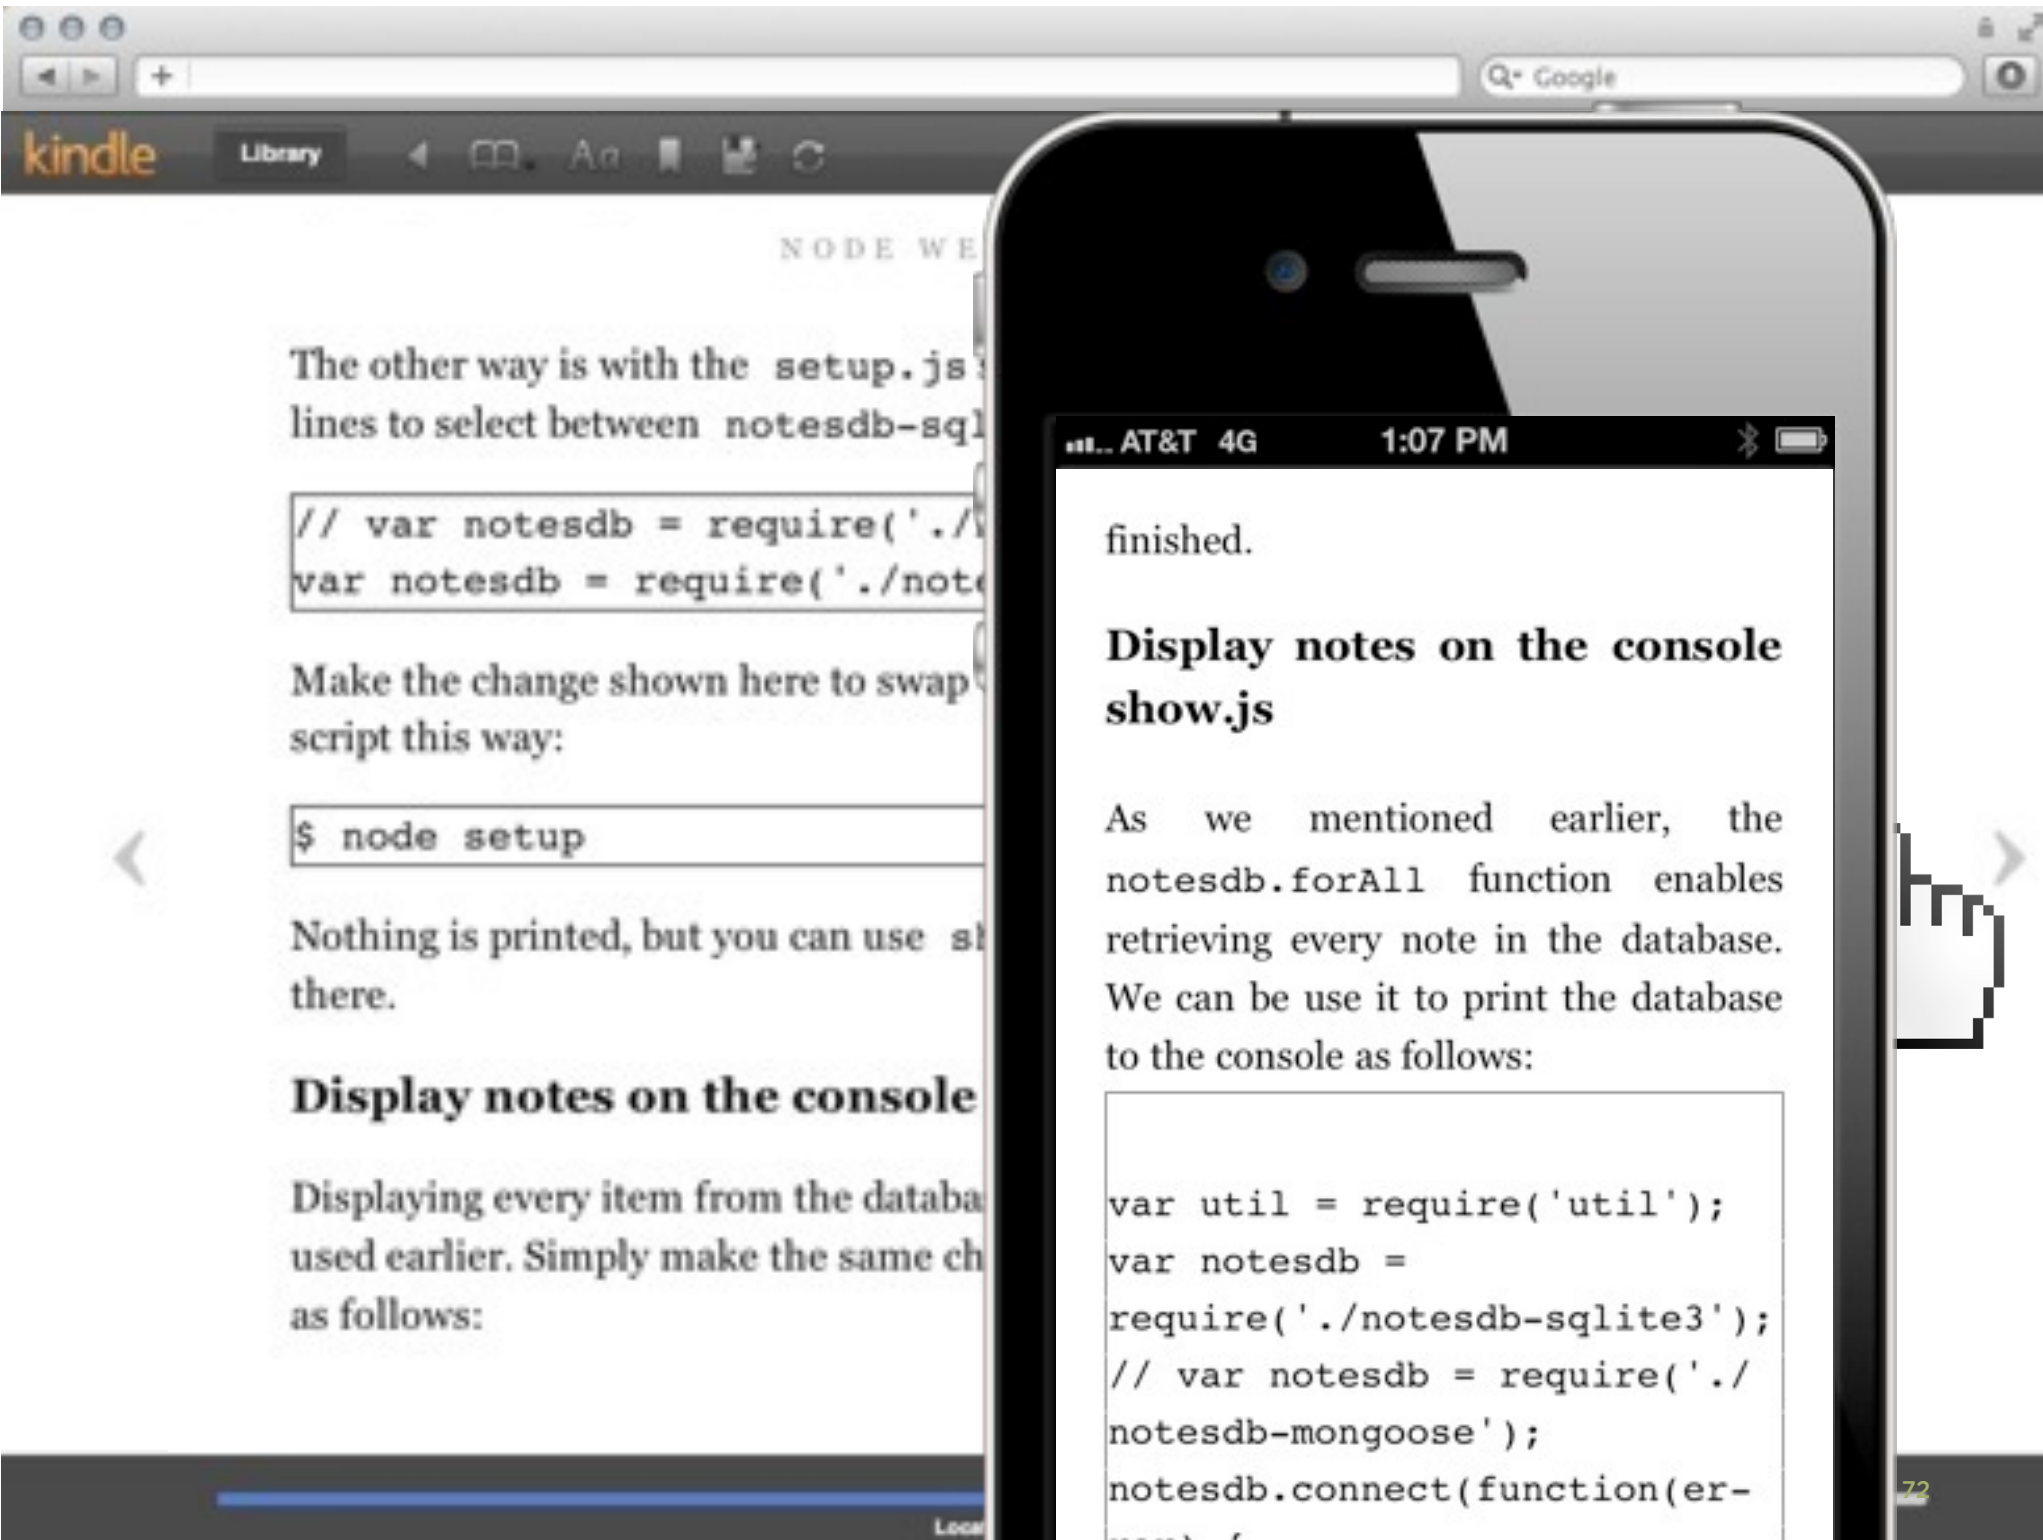 Google
kindle
Library
Aa
NODE WE
The other way is with the setup.js
lines to select between notesdb-sql
// var notesdb = require('./
var notesdb = require('./note
Make the change shown here to swap
script this way:
$ node setup
Nothing is printed, but you can use
there.
Display notes on the console
Displaying every item from the databa
used earlier. Simply make the same ch
as follows:
AT&T 4G 1:07 PM
finished.
Display notes on the console
show.js
As we mentioned earlier, the
notesdb.forAll function enables
retrieving every note in the database.
We can be use it to print the database
to the console as follows:
var util = require('util');
var notesdb =
require('./notesdb-sqlite3');
// var notesdb = require('./
notesdb-mongoose');
notesdb.connect(function(er-
72